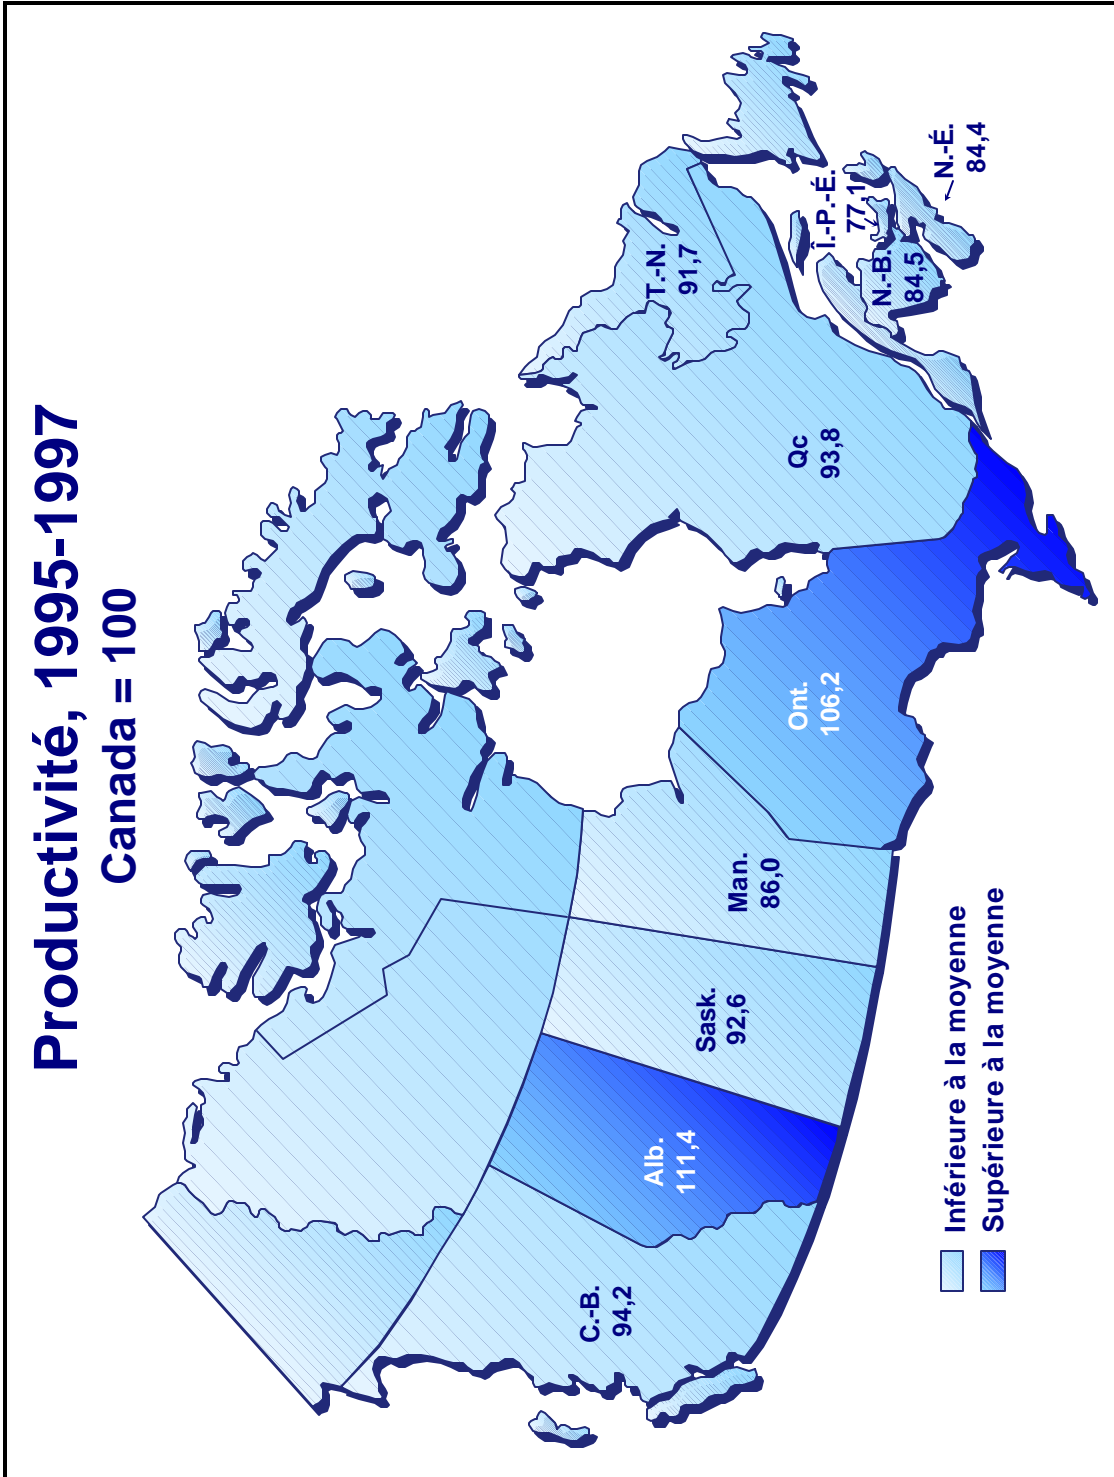 Productivité, 1995-1997
Canada = 100
C.-B.
94,2
Alb.
111,4
Sask.
92,6
Man.
86,0
Ont.
106,2
Qc
93,8
T.-N.
91,7
Î.-P.-É.
77,1
N.-B.
84,5
N.-É.
84,4
Inférieure à la moyenne
Supérieure à la moyenne